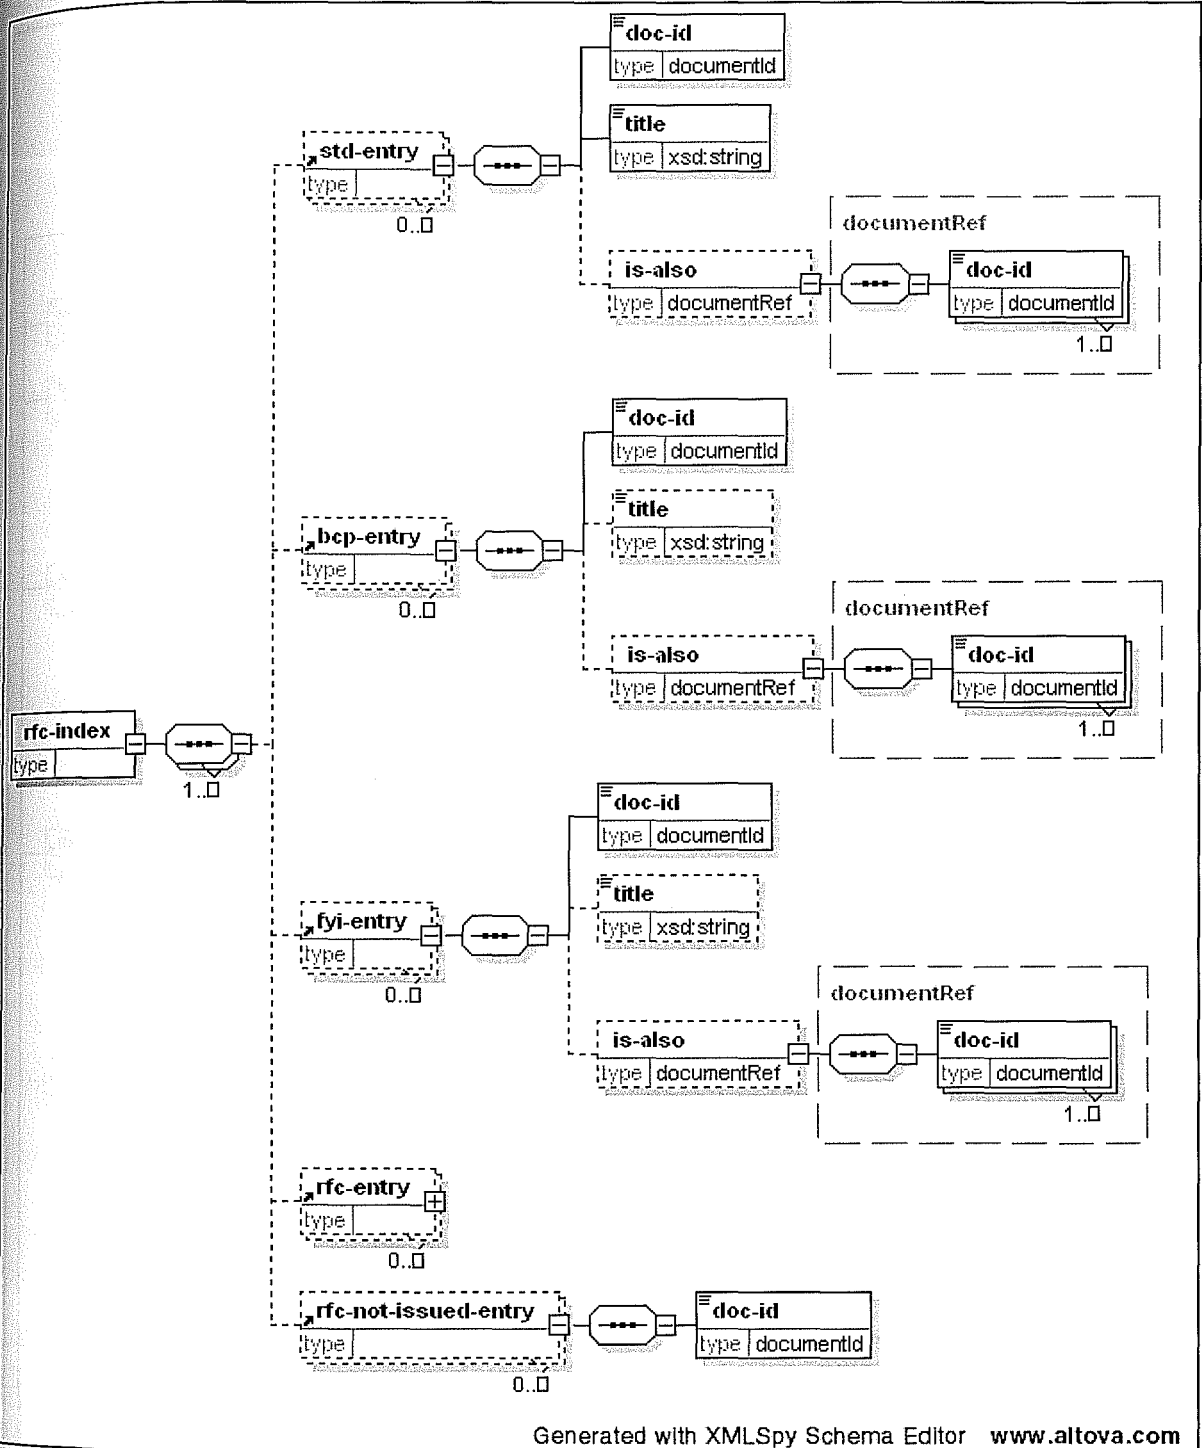 doc-id
type documentId
title
type xsd:string
std-entry
type
0..□
documentRef
is-also
type documentRef
doc-id
type documentId
1..□
doc-id
type documentId
title
type xsd:string
bcp-entry
type
0..□
documentRef
is-also
type documentRef
doc-id
type documentId
1..□
rfc-index
type
1..□
doc-id
type documentId
title
type xsd:string
fyi-entry
type
0..□
documentRef
is-also
type documentRef
doc-id
type documentId
1..□
rfc-entry
type
0..□
rfc-not-issued-entry
type
0..□
doc-id
type documentId
Generated with XMLSpy Schema Editor www.altova.com